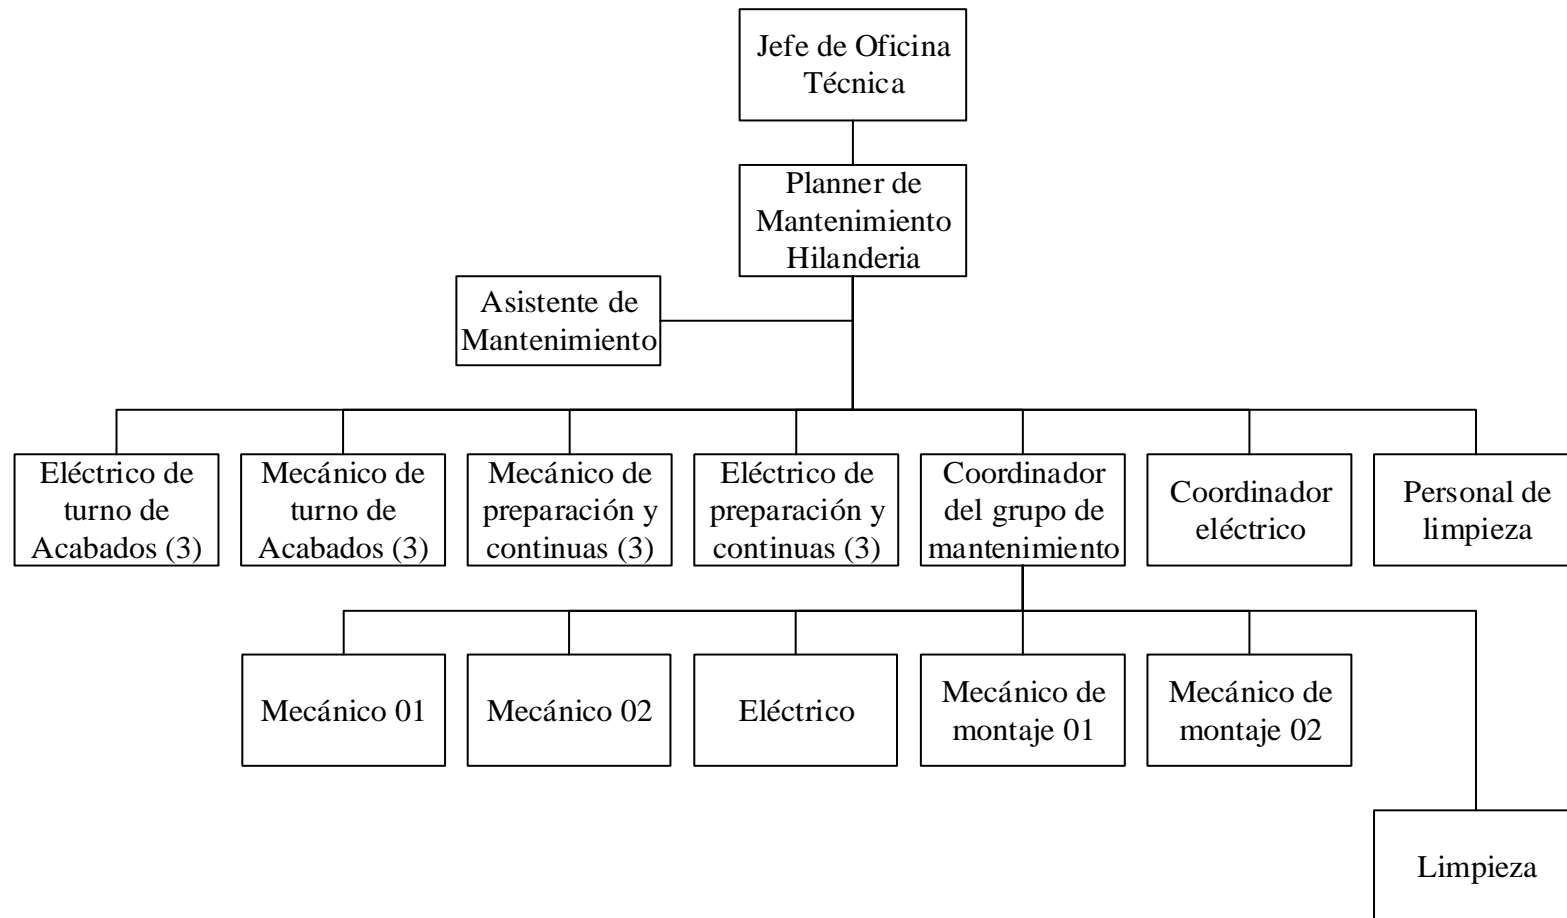 Jefe de Oficina
Técnica
Planner de
Mantenimiento
Hilanderia
Asistente de
Mantenimiento
Eléctrico de
turno de
Acabados (3)
Mecánico de
turno de
Acabados (3)
Mecánico de
preparación y
continuas (3)
Eléctrico de
preparación y
continuas (3)
Coordinador
del grupo de
mantenimiento
Coordinador
eléctrico
Personal de
limpieza
Mecánico 01
Mecánico 02
Eléctrico
Mecánico de
montaje 01
Mecánico de
montaje 02
Limpieza